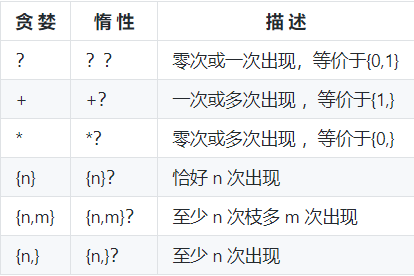 贪婪 惰性 描述
? ?? 零次或一次出现，等价于{0,1}
+ +? 一次或多次出现，等价于{1,}
* *? 零次或多次出现，等价于{0,}
{n} {n}? 恰好 n 次出现
{n,m} {n,m}? 至少 n 次枝多 m 次出现
{n,} {n,}? 至少 n 次出现